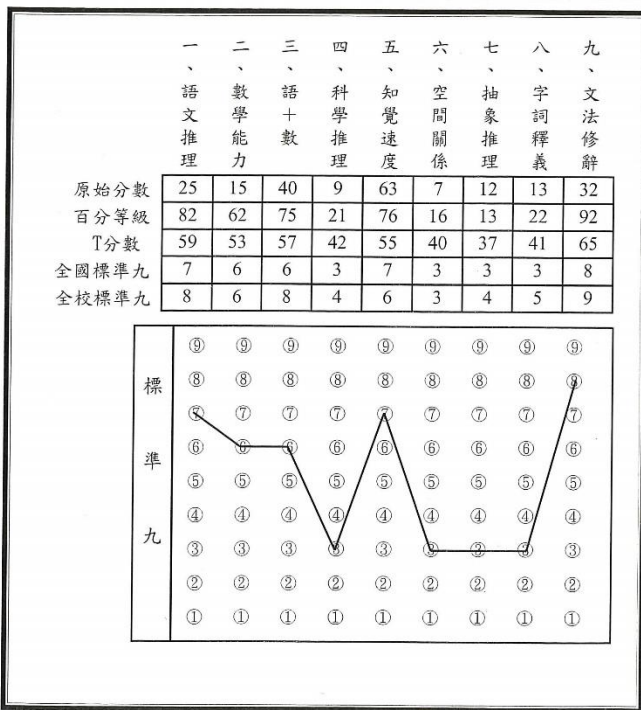 一、語文推理 二、數學能力 三、語+數 四、科學推理 五、知覺速度 六、空間關係 七、抽象推理 八、字詞釋義 九、文法修辭
原始分數 25 15 40 9 63 7 12 13 32
百分等級 82 62 75 21 76 16 13 22 92
T分數 59 53 57 42 55 40 37 41 65
全國標準九 7 6 6 3 7 3 3 3 8
全校標準九 8 6 8 4 6 3 4 5 9
標準九
⑨ ⑨ ⑨ ⑨ ⑨ ⑨ ⑨ ⑨ ⑨
⑧ ⑧ ⑧ ⑧ ⑧ ⑧ ⑧ ⑧ ⑧
⑦ ⑦ ⑦ ⑦ ⑦ ⑦ ⑦ ⑦ ⑦
⑥ ⑥ ⑥ ⑥ ⑥ ⑥ ⑥ ⑥ ⑥
⑤ ⑤ ⑤ ⑤ ⑤ ⑤ ⑤ ⑤ ⑤
④ ④ ④ ④ ④ ④ ④ ④ ④
③ ③ ③ ③ ③ ③ ③ ③ ③
② ② ② ② ② ② ② ② ②
① ① ① ① ① ① ① ① ①